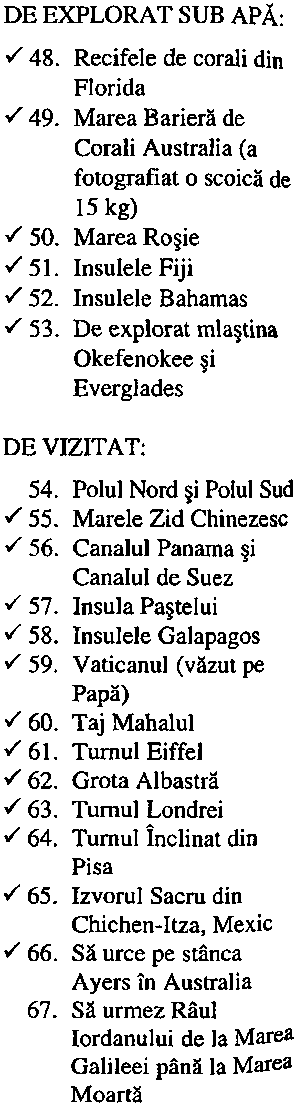 DE EXPLORAT SUB APĂ:
✓ 48. Recifele de corali din
Florida
✓ 49. Marea Barieră de
Corali Australia (a
fotografiat o scoică de
15 kg)
✓ 50. Marea Roşie
✓ 51. Insulele Fiji
✓ 52. Insulele Bahamas
✓ 53. De explorat mlaştina
Okefenokee şi
Everglades
DE VIZITAT:
54. Polul Nord şi Polul Sud
✓ 55. Marele Zid Chinezesc
✓ 56. Canalul Panama şi
Canalul de Suez
✓ 57. Insula Paştelui
✓ 58. Insulele Galapagos
✓ 59. Vaticanul (văzut pe
Papă)
✓ 60. Taj Mahalul
✓ 61. Turnul Eiffel
✓ 62. Grota Albastră
✓ 63. Turnul Londrei
✓ 64. Turnul Înclinat din
Pisa
✓ 65. Izvorul Sacru din
Chichen-Itza, Mexic
✓ 66. Să urce pe stânca
Ayers în Australia
67. Să urmez Râul
Iordanului de la Marea
Galileei până la Marea
Moartă